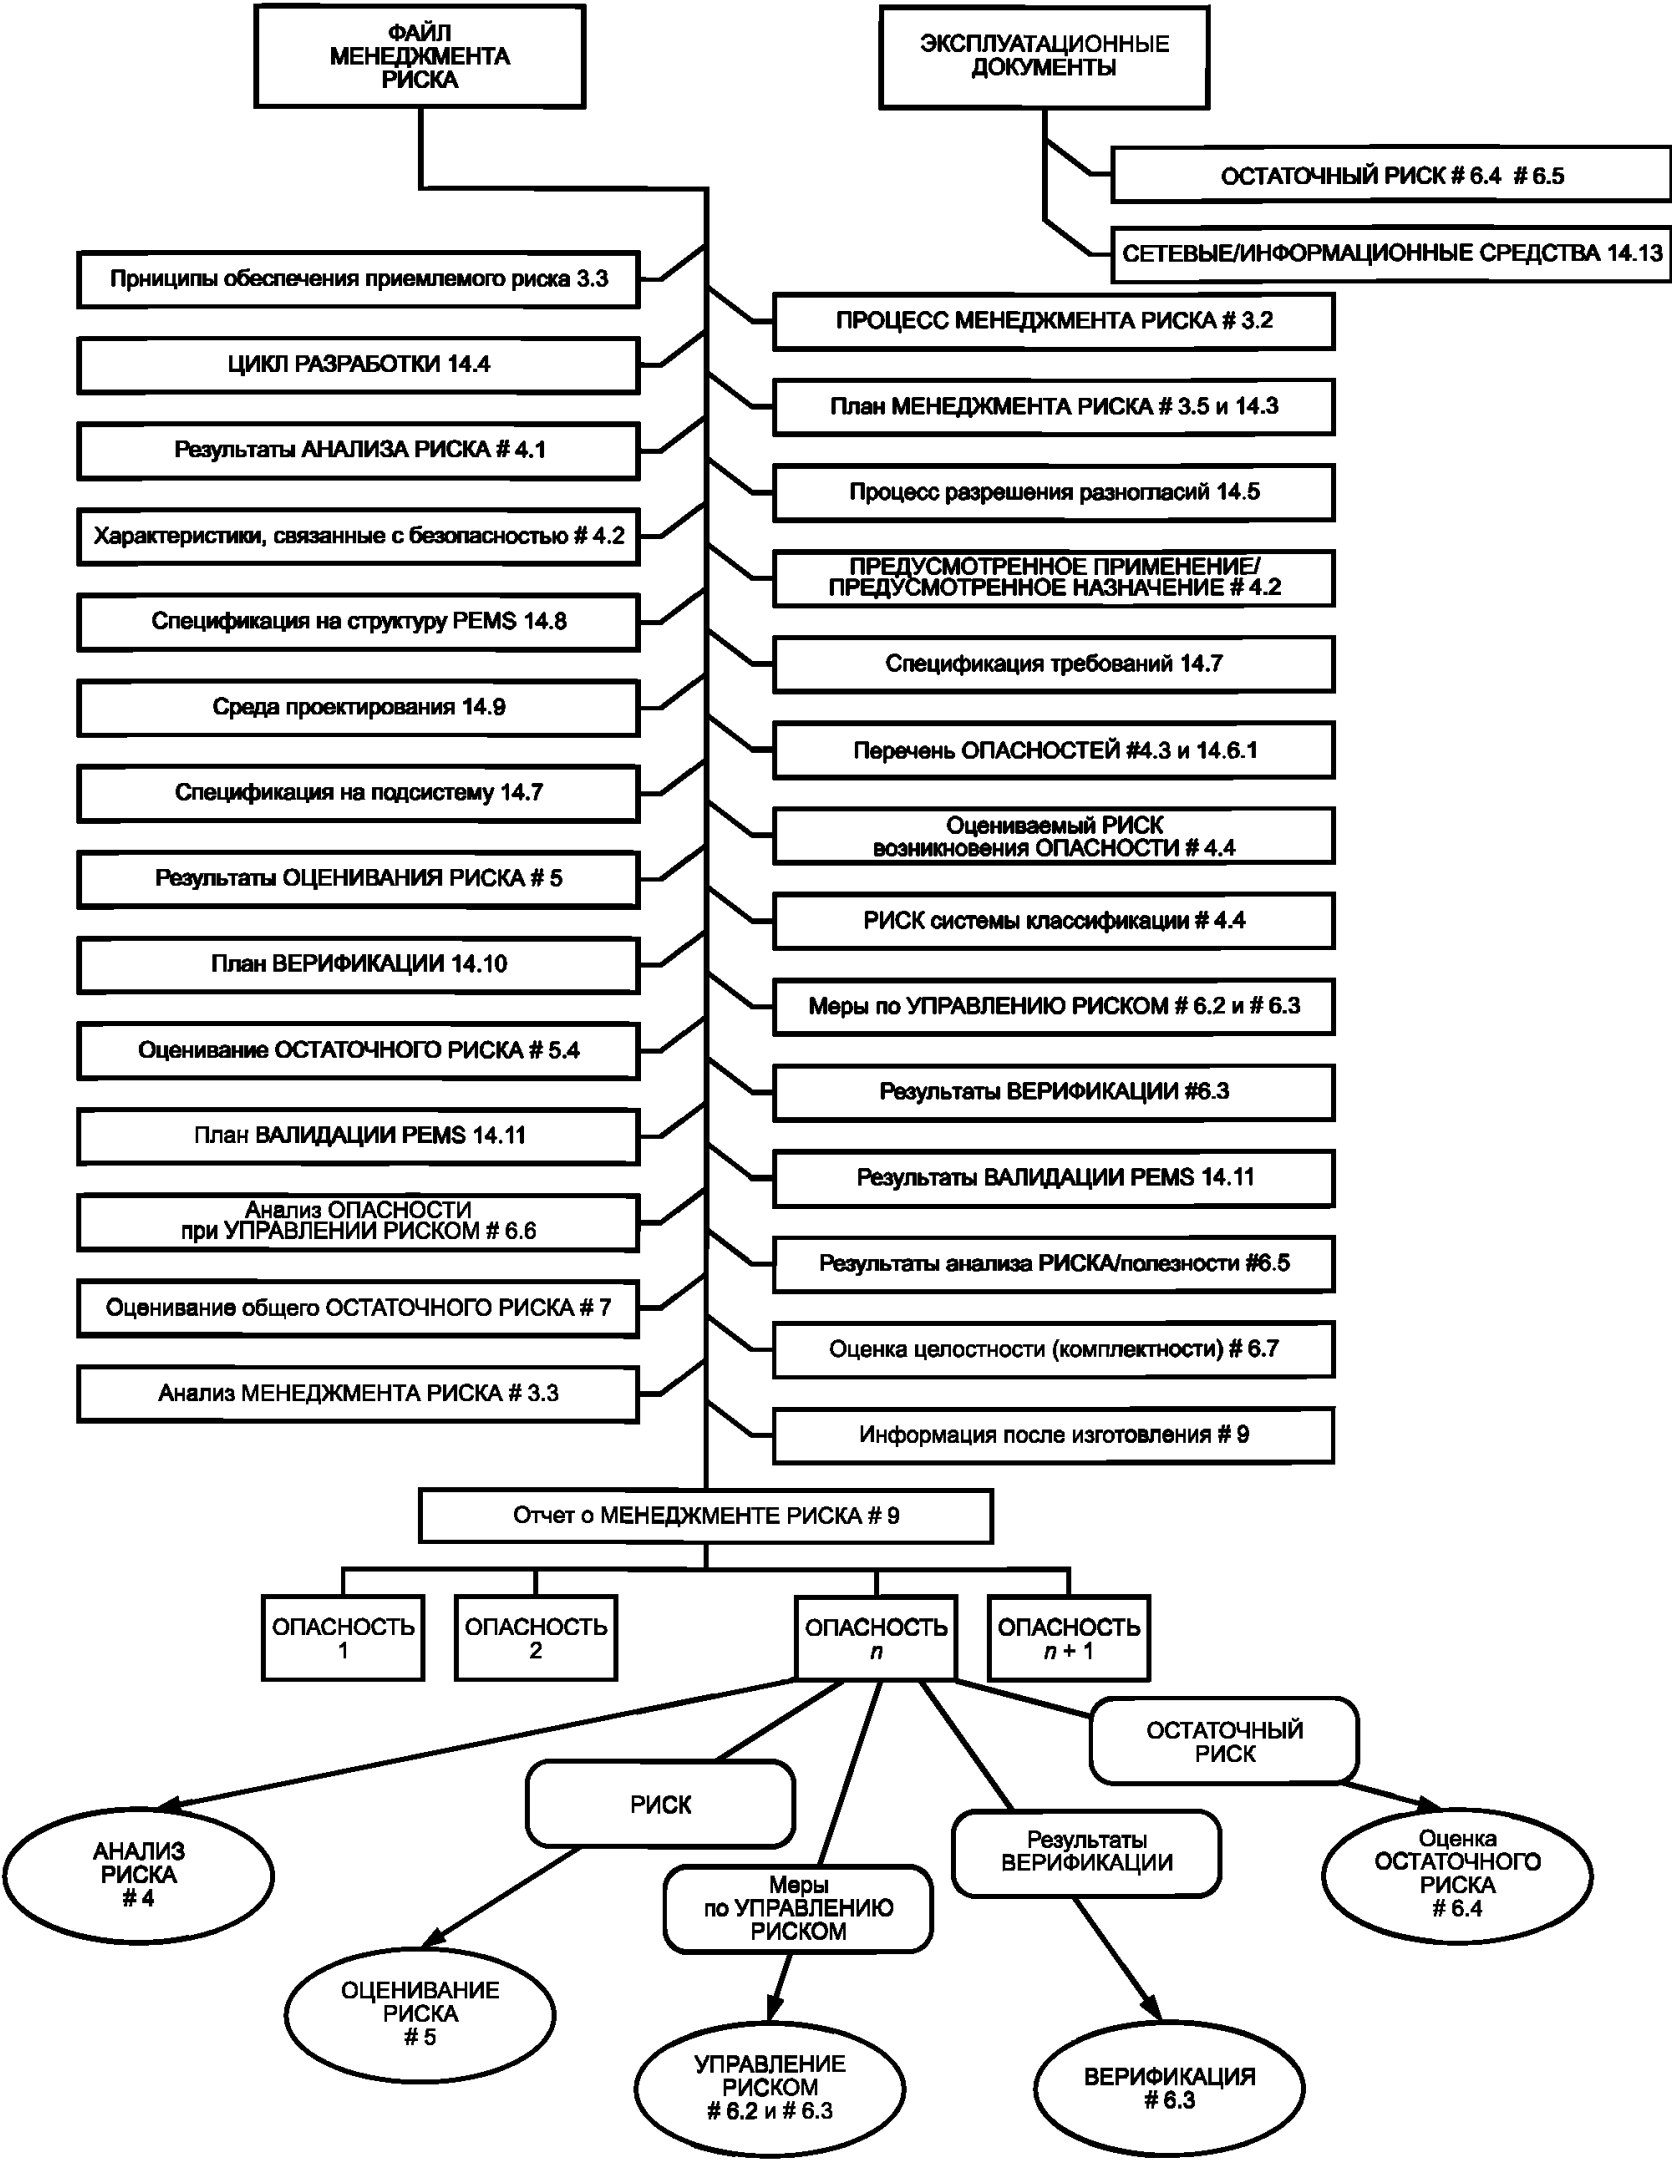 ФАЙЛ
МЕНЕДЖМЕНТА
РИСКА
ЭКСПЛУАТАЦИОННЫЕ
ДОКУМЕНТЫ
ОСТАТОЧНЫЙ РИСК # 6.4 # 6.5
СЕТЕВЫЕ/ИНФОРМАЦИОННЫЕ СРЕДСТВА 14.13
Прниципы обеспечения приемлемого риска 3.3
ПРОЦЕСС МЕНЕДЖМЕНТА РИСКА # 3.2
ЦИКЛ РАЗРАБОТКИ 14.4
План МЕНЕДЖМЕНТА РИСКА # 3.5 и 14.3
Результаты АНАЛИЗА РИСКА # 4.1
Процесс разрешения разногласий 14.5
Характеристики, связанные с безопасностью # 4.2
ПРЕДУСМОТРЕННОЕ ПРИМЕНЕНИЕ/
ПРЕДУСМОТРЕННОЕ НАЗНАЧЕНИЕ # 4.2
Спецификация на структуру PEMS 14.8
Спецификация требований 14.7
Среда проектирования 14.9
Перечень ОПАСНОСТЕЙ #4.3 и 14.6.1
Спецификация на подсистему 14.7
Оцениваемый РИСК
возникновения ОПАСНОСТИ # 4.4
Результаты ОЦЕНИВАНИЯ РИСКА # 5
РИСК системы классификации # 4.4
План ВЕРИФИКАЦИИ 14.10
Меры по УПРАВЛЕНИЮ РИСКОМ # 6.2 и # 6.3
Оценивание ОСТАТОЧНОГО РИСКА # 5.4
Результаты ВЕРИФИКАЦИИ #6.3
План ВАЛИДАЦИИ PEMS 14.11
Результаты ВАЛИДАЦИИ PEMS 14.11
Анализ ОПАСНОСТИ
при УПРАВЛЕНИИ РИСКОМ # 6.6
Результаты анализа РИСКА/полезности #6.5
Оценивание общего ОСТАТОЧНОГО РИСКА # 7
Оценка целостности (комплектности) # 6.7
Анализ МЕНЕДЖМЕНТА РИСКА # 3.3
Информация после изготовления # 9
Отчет о МЕНЕДЖМЕНТЕ РИСКА # 9
ОПАСНОСТЬ
1
ОПАСНОСТЬ
2
ОПАСНОСТЬ
n
ОПАСНОСТЬ
n + 1
ОСТАТОЧНЫЙ
РИСК
РИСК
Результаты
ВЕРИФИКАЦИИ
Меры
по УПРАВЛЕНИЮ
РИСКОМ
АНАЛИЗ
РИСКА
# 4
Оценка
ОСТАТОЧНОГО
РИСКА
# 6.4
ОЦЕНИВАНИЕ
РИСКА
# 5
УПРАВЛЕНИЕ
РИСКОМ
# 6.2 и # 6.3
ВЕРИФИКАЦИЯ
# 6.3